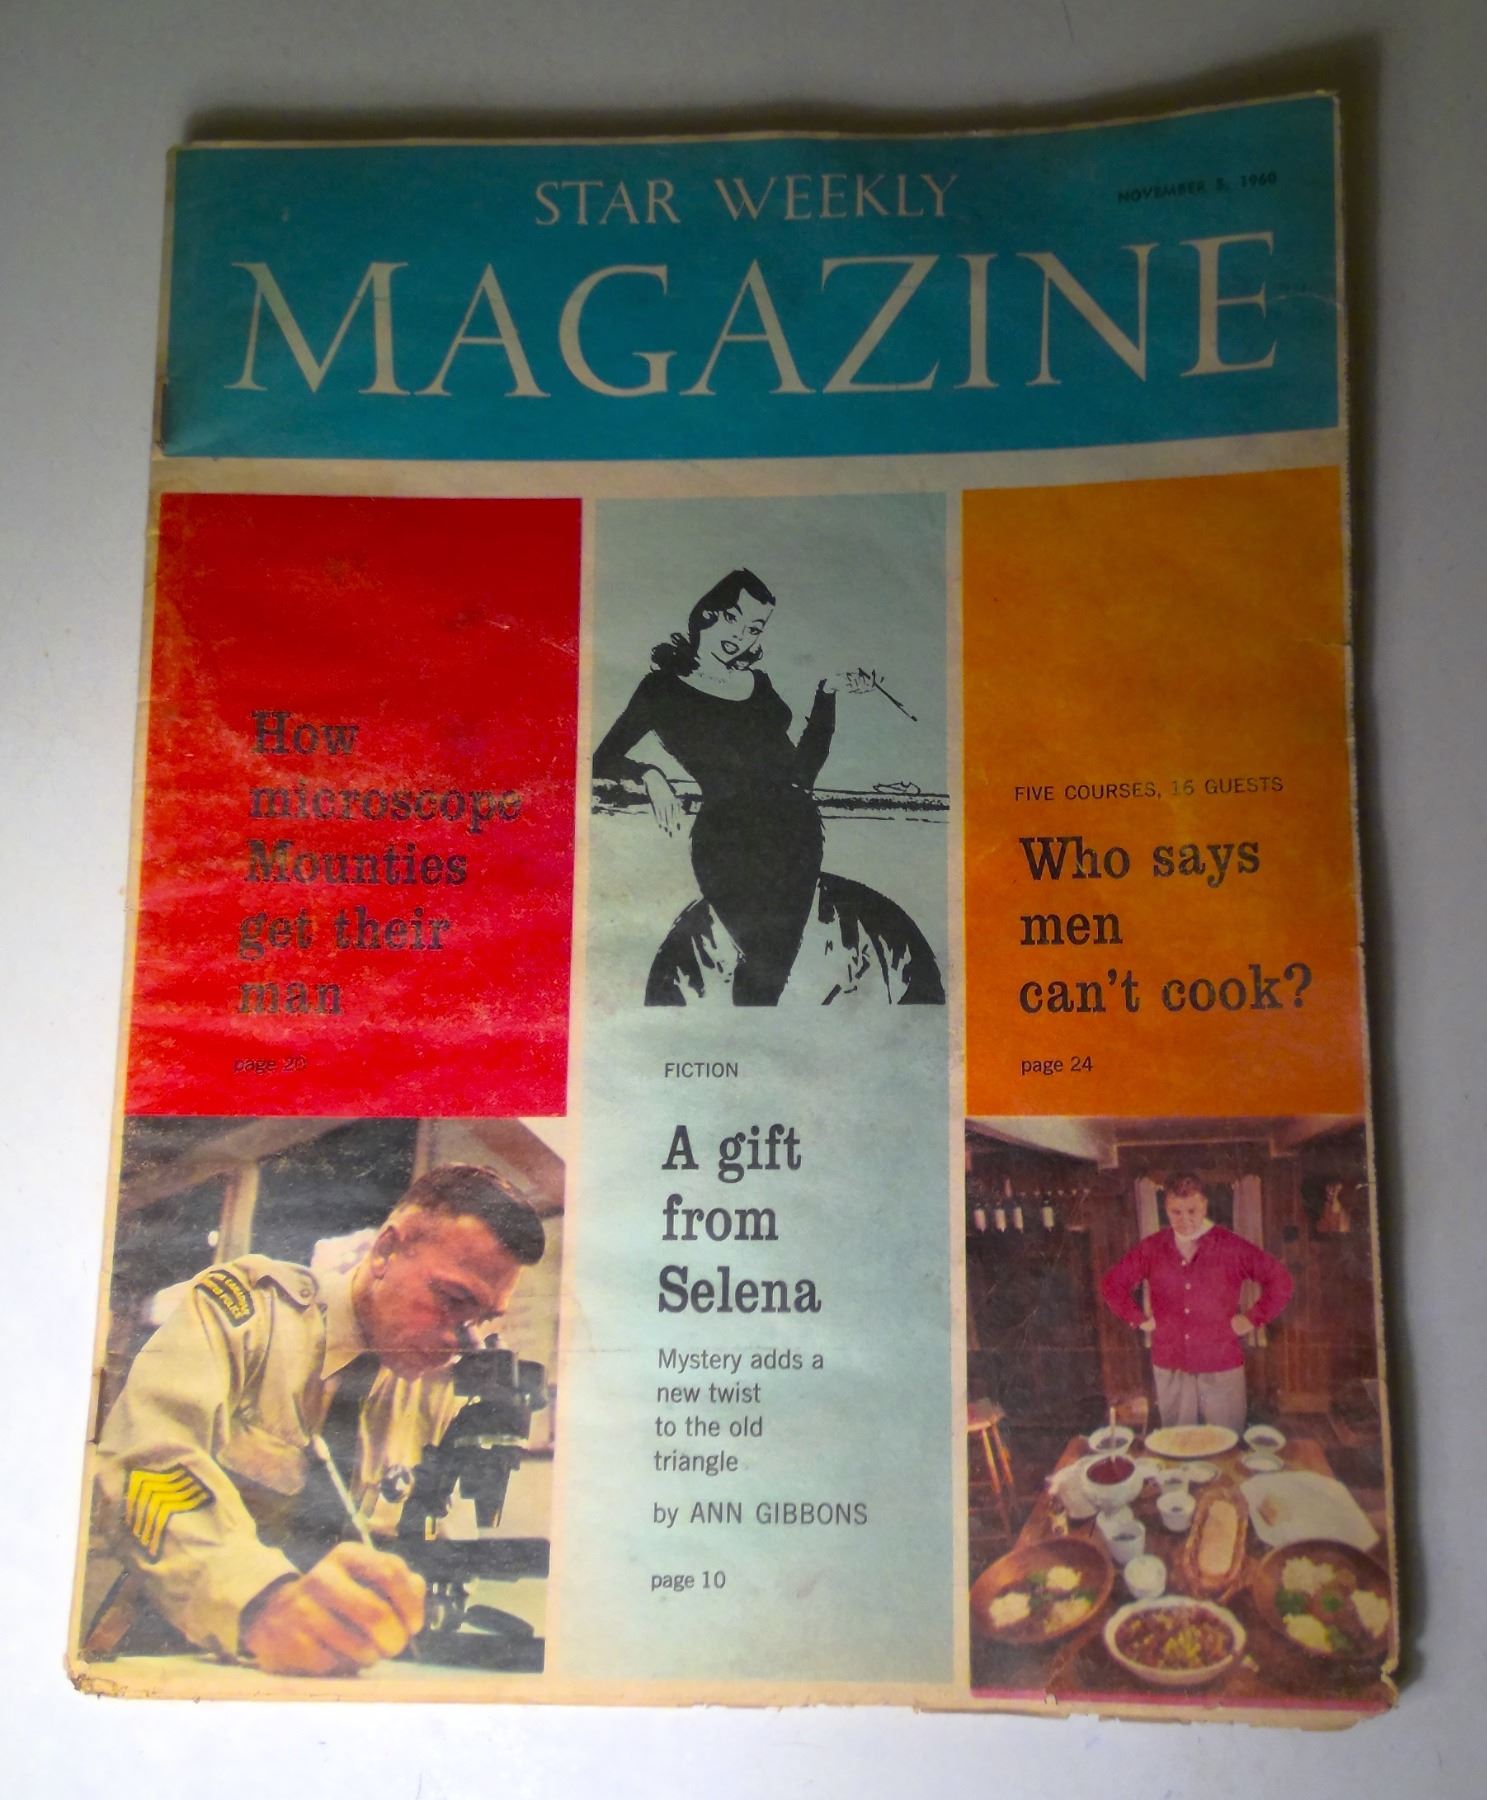 STAR WEEKLY
NOVEMBER 5, 1960
MAGAZINE
How
microscope
Mounties
get their
man
page 20
FICTION
A gift
from
Selena
Mystery adds a
new twist
to the old
triangle
by ANN GIBBONS
page 10
FIVE COURSES, 16 GUESTS
Who says
men
can't cook?
page 24